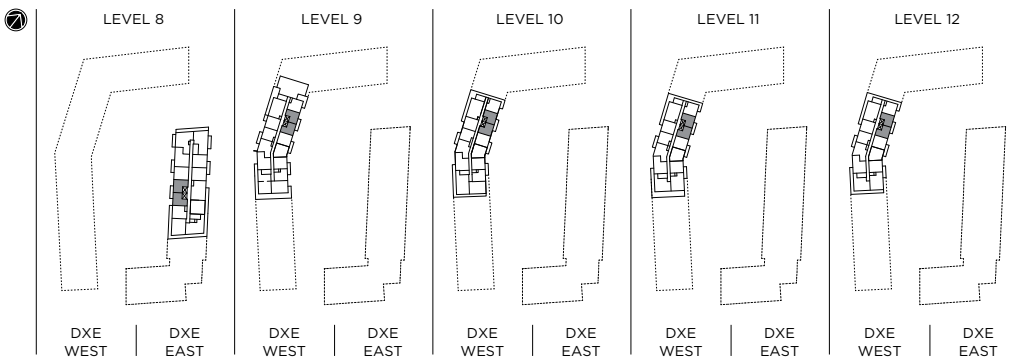 LEVEL 8
LEVEL 9
LEVEL 10
LEVEL 11
LEVEL 12
DXE
WEST
DXE
EAST
DXE
WEST
DXE
EAST
DXE
WEST
DXE
EAST
DXE
WEST
DXE
EAST
DXE
WEST
DXE
EAST